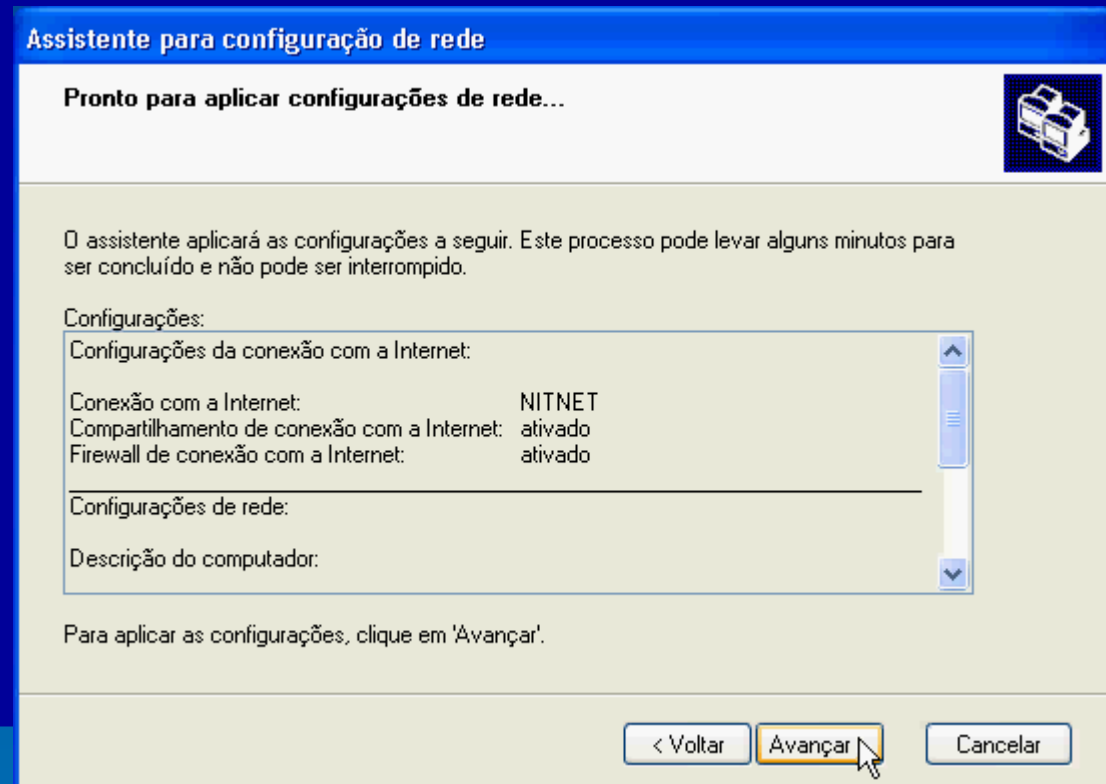 Assistente para configuração de rede
Pronto para aplicar configurações de rede...
O assistente aplicará as configurações a seguir. Este processo pode levar alguns minutos para
ser concluído e não pode ser interrompido.
Configurações:
Configurações da conexão com a Internet:
Conexão com a Internet: NITNET
Compartilhamento de conexão com a Internet: ativado
Firewall de conexão com a Internet: ativado
Configurações de rede:
Descrição do computador:
Para aplicar as configurações, clique em 'Avançar'.
< Voltar Avançar Cancelar